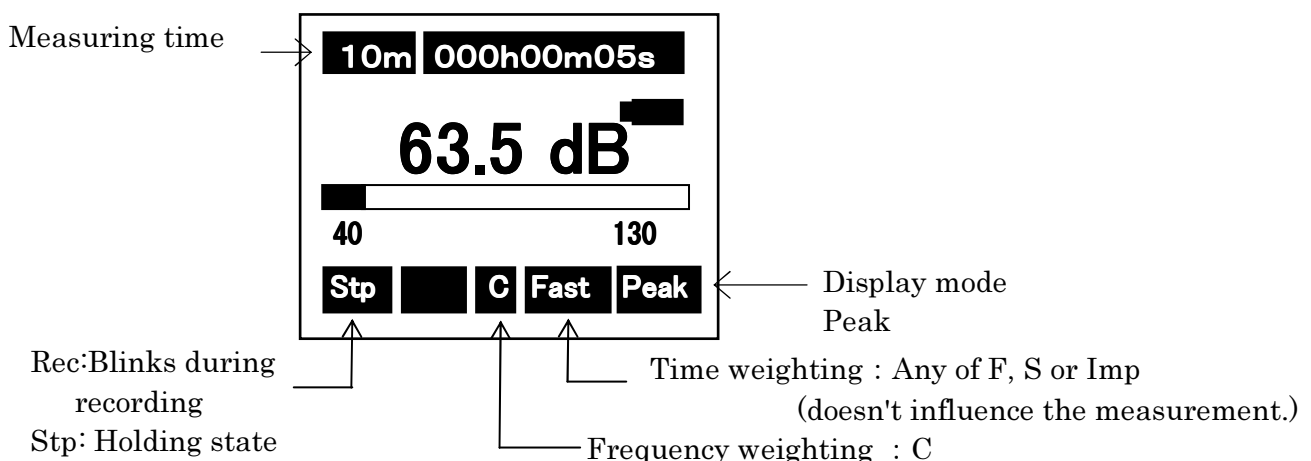 Measuring time
10m 000h00m05s
63.5 dB
40 130
Stp C Fast Peak
Display mode
Peak
Rec:Blinks during
recording
Stp: Holding state
Time weighting : Any of F, S or Imp
(doesn't influence the measurement.)
Frequency weighting : C